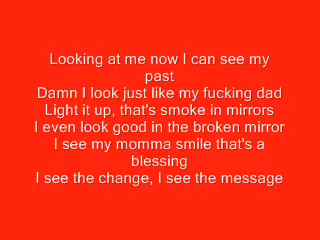 Looking at me now I can see my
past
Damn I look just like my fucking dad
Light it up, that's smoke in mirrors
I even look good in the broken mirror
I see my momma smile that's a
blessing
I see the change, I see the message